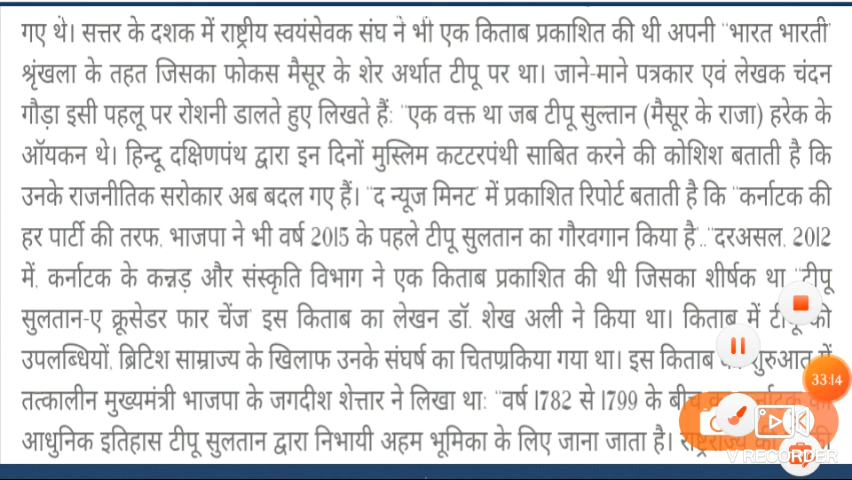 गए थे। सत्तर के दशक में राष्ट्रीय स्वयंसेवक संघ ने भी एक किताब प्रकाशित की थी अपनी "भारत भारती'
श्रृंखला के तहत जिसका फोकस मैसूर के शेर अर्थात टीपू पर था। जाने-माने पत्रकार एवं लेखक चंदन
गौड़ा इसी पहलू पर रोशनी डालते हुए लिखते हैं: "एक वक्त था जब टीपू सुल्तान (मैसूर के राजा) हरेक के
ऑयकन थे। हिन्दू दक्षिणपंथ द्वारा इन दिनों मुस्लिम कटटरपंथी साबित करने की कोशिश बताती है कि
उनके राजनीतिक सरोकार अब बदल गए हैं। "द न्यूज मिनट' में प्रकाशित रिपोर्ट बताती है कि "कर्नाटक की
हर पार्टी की तरफ, भाजपा ने भी वर्ष 2015 के पहले टीपू सुलतान का गौरवगान किया है'..."दरअसल, 2012
में, कर्नाटक के कन्नड़ और संस्कृति विभाग ने एक किताब प्रकाशित की थी जिसका शीर्षक था "टीपू
सुलतान-ए क्रूसेडर फार चेंज' इस किताब का लेखन डॉ. शेख अली ने किया था। किताब में टीपू की
उपलब्धियों, ब्रिटिश साम्राज्य के खिलाफ उनके संघर्ष का चितण्रकिया गया था। इस किताब शुरुआत में
तत्कालीन मुख्यमंत्री भाजपा के जगदीश शेत्तार ने लिखा था: "वर्ष 1782 से 1799 के बीच
आधुनिक इतिहास टीपू सुलतान द्वारा निभायी अहम भूमिका के लिए जाना जाता है।
33:14
V RECORDER